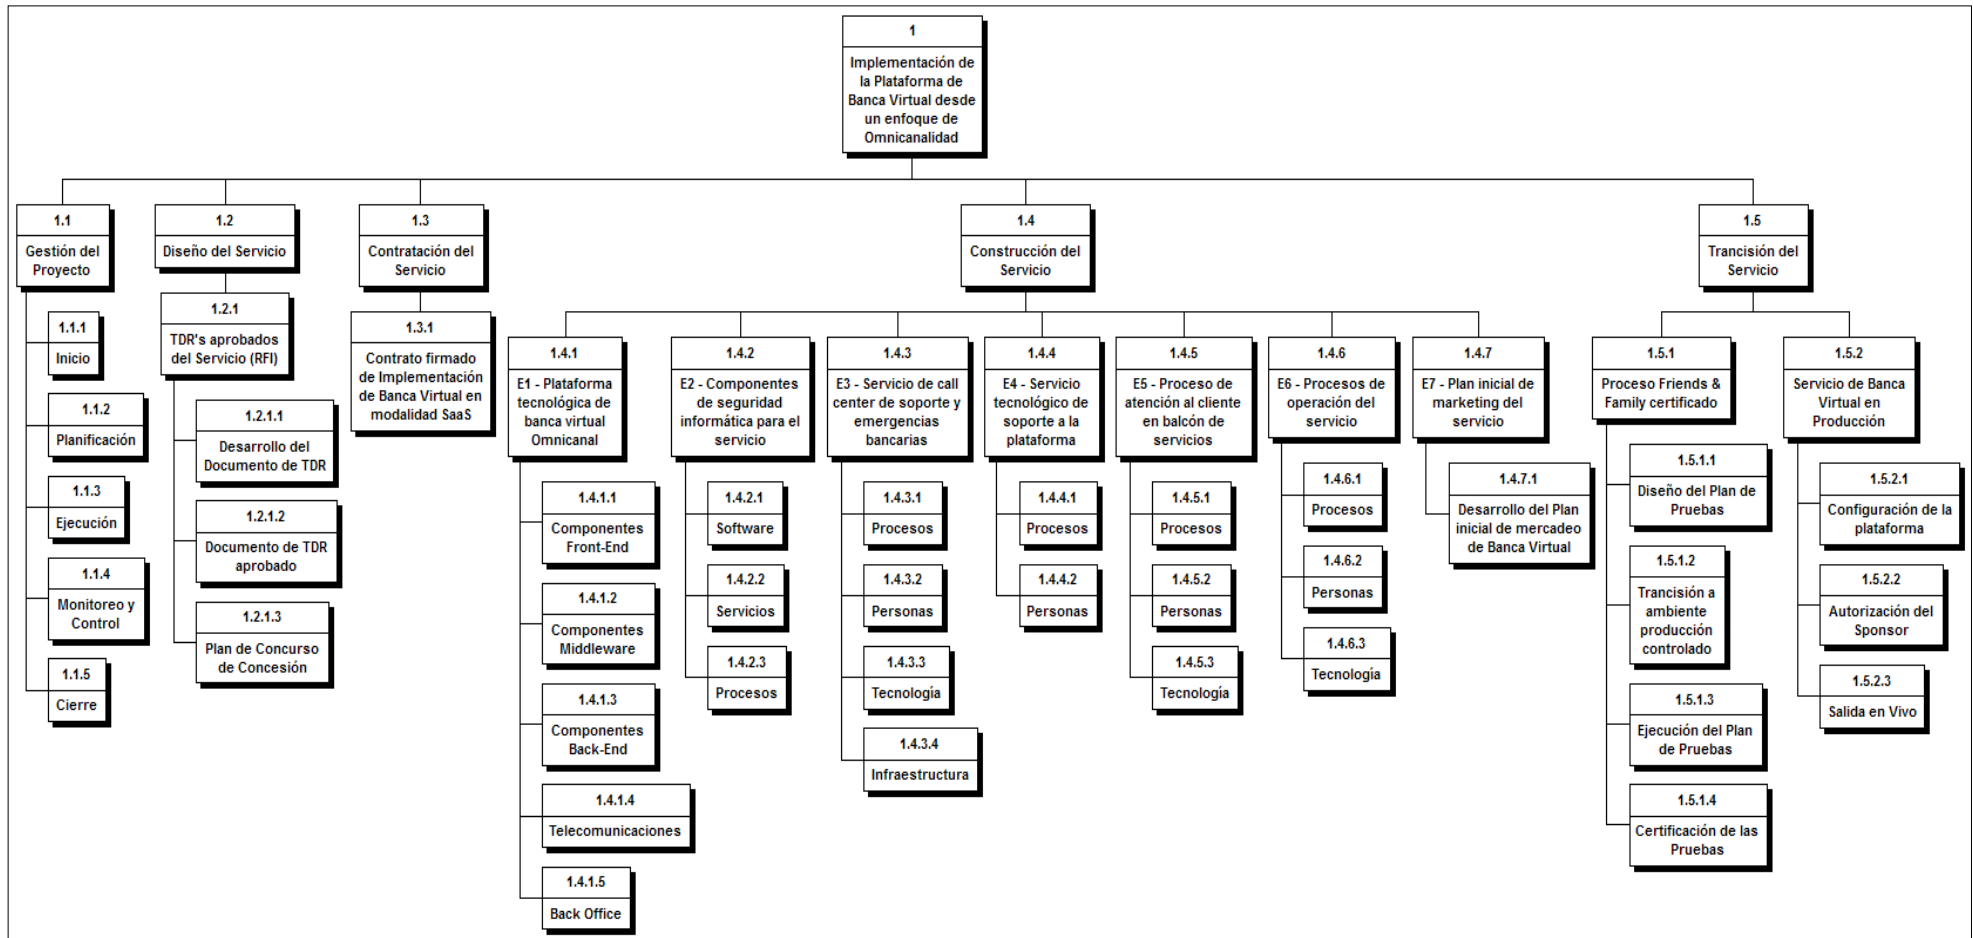 1
Implementación de
la Plataforma de
Banca Virtual desde
un enfoque de
Omnicanalidad
1.1
Gestión del
Proyecto
1.1.1
Inicio
1.1.2
Planificación
1.1.3
Ejecución
1.1.4
Monitoreo y
Control
1.1.5
Cierre
1.2
Diseño del Servicio
1.2.1
TDR's aprobados
del Servicio (RFI)
1.2.1.1
Desarrollo del
Documento de TDR
1.2.1.2
Documento de TDR
aprobado
1.2.1.3
Plan de Concurso
de Concesión
1.3
Contratación del
Servicio
1.3.1
Contrato firmado
de Implementación
de Banca Virtual en
modalidad SaaS
1.4
Construcción del
Servicio
1.4.1
E1 - Plataforma
tecnológica de
banca virtual
Omnicanal
1.4.1.1
Componentes
Front-End
1.4.1.2
Componentes
Middleware
1.4.1.3
Componentes
Back-End
1.4.1.4
Telecomunicaciones
1.4.1.5
Back Office
1.4.2
E2 - Componentes
de seguridad
informática para el
servicio
1.4.2.1
Software
1.4.2.2
Servicios
1.4.2.3
Procesos
1.4.3
E3 - Servicio de call
center de soporte y
emergencias
bancarias
1.4.3.1
Procesos
1.4.3.2
Personas
1.4.3.3
Tecnología
1.4.3.4
Infraestructura
1.4.4
E4 - Servicio
tecnológico de
soporte a la
plataforma
1.4.4.1
Procesos
1.4.4.2
Personas
1.4.5
E5 - Proceso de
atención al cliente
en balcón de
servicios
1.4.5.1
Procesos
1.4.5.2
Personas
1.4.5.3
Tecnología
1.4.6
E6 - Procesos de
operación del
servicio
1.4.6.1
Procesos
1.4.6.2
Personas
1.4.6.3
Tecnología
1.4.7
E7 - Plan inicial de
marketing del
servicio
1.4.7.1
Desarrollo del Plan
inicial de mercadeo
de Banca Virtual
1.5
Trancisión del
Servicio
1.5.1
Proceso Friends &
Family certificado
1.5.1.1
Diseño del Plan de
Pruebas
1.5.1.2
Trancisión a
ambiente
producción
controlado
1.5.1.3
Ejecución del Plan
de Pruebas
1.5.1.4
Certificación de las
Pruebas
1.5.2
Servicio de Banca
Virtual en
Producción
1.5.2.1
Configuración de la
plataforma
1.5.2.2
Autorización del
Sponsor
1.5.2.3
Salida en Vivo